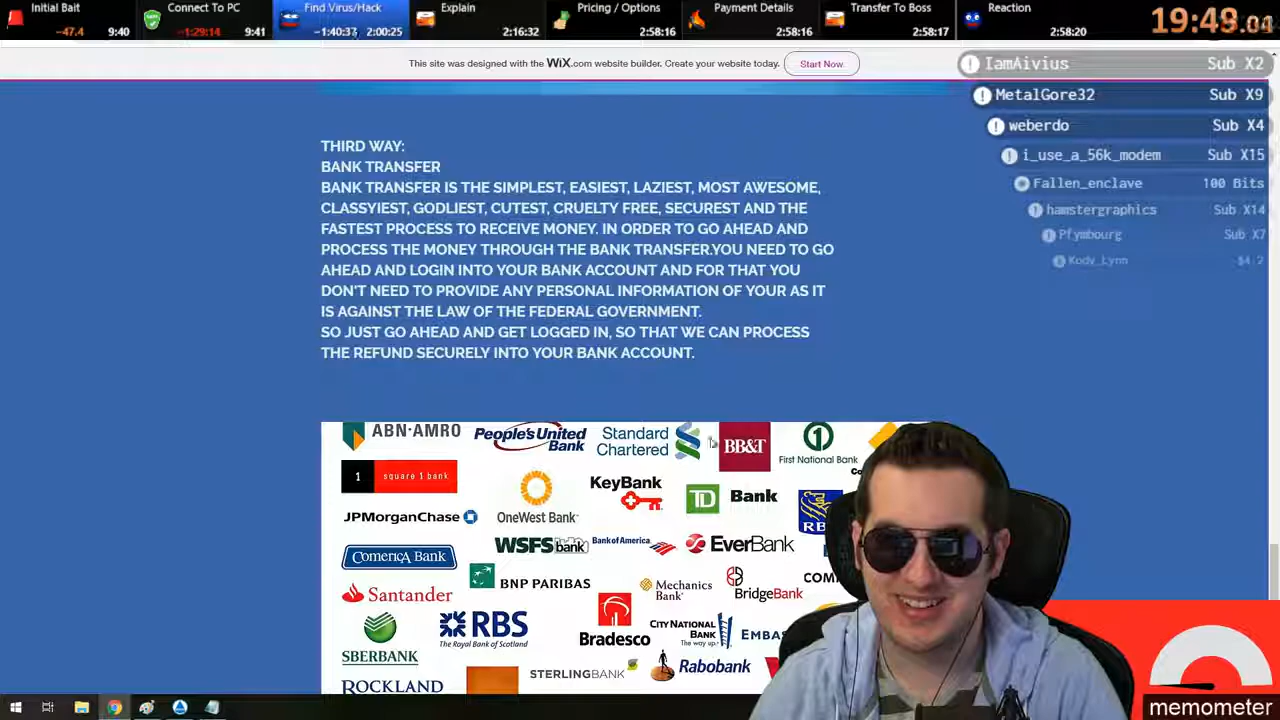 Initial Bait
-47.4 9:40
Connect To PC
-1:29:14 9:41
Find Virus/Hack
-1:40:37 2:00:25
Explain
2:16:32
Pricing / Options
2:58:16
Payment Details
2:58:16
Transfer To Boss
2:58:17
Reaction
2:58:20
19:49.04
This site was designed with the WiX.com website builder. Create your website today.
Start Now
IamAivius Sub X2
MetalGore32 Sub X9
weberdo Sub X4
i_use_a_56k_modem Sub X15
Fallen_enclave 100 Bits
hamstergraphics Sub X14
Pfymbourg Sub X7
Kody_Lynn
THIRD WAY:
BANK TRANSFER
BANK TRANSFER IS THE SIMPLEST, EASIEST, LAZIEST, MOST AWESOME,
CLASSYIEST, GODLIEST, CUTEST, CRUELTY FREE, SECUREST AND THE
FASTEST PROCESS TO RECEIVE MONEY. IN ORDER TO GO AHEAD AND
PROCESS THE MONEY THROUGH THE BANK TRANSFER.YOU NEED TO GO
AHEAD AND LOGIN INTO YOUR BANK ACCOUNT AND FOR THAT YOU
DON'T NEED TO PROVIDE ANY PERSONAL INFORMATION OF YOUR AS IT
IS AGAINST THE LAW OF THE FEDERAL GOVERNMENT.
SO JUST GO AHEAD AND GET LOGGED IN, SO THAT WE CAN PROCESS
THE REFUND SECURELY INTO YOUR BANK ACCOUNT.
ABN·AMRO
People's United
Bank
Standard
Chartered
BB&T
1
First National Bank
1 square 1 bank
OneWest Bank
KeyBank
TD Bank
RB
JPMorganChase
WSFS bank
Bank of America
EverBank
Comerica Bank
BNP PARIBAS
Mechanics
Bank
BridgeBank
COM
Santander
RBS
The Royal Bank of Scotland
Bradesco
CITY NATIONAL
BANK
The way up.
EMBAS
SBERBANK
STERLINGBANK
Rabobank
ROCKLAND
memometer